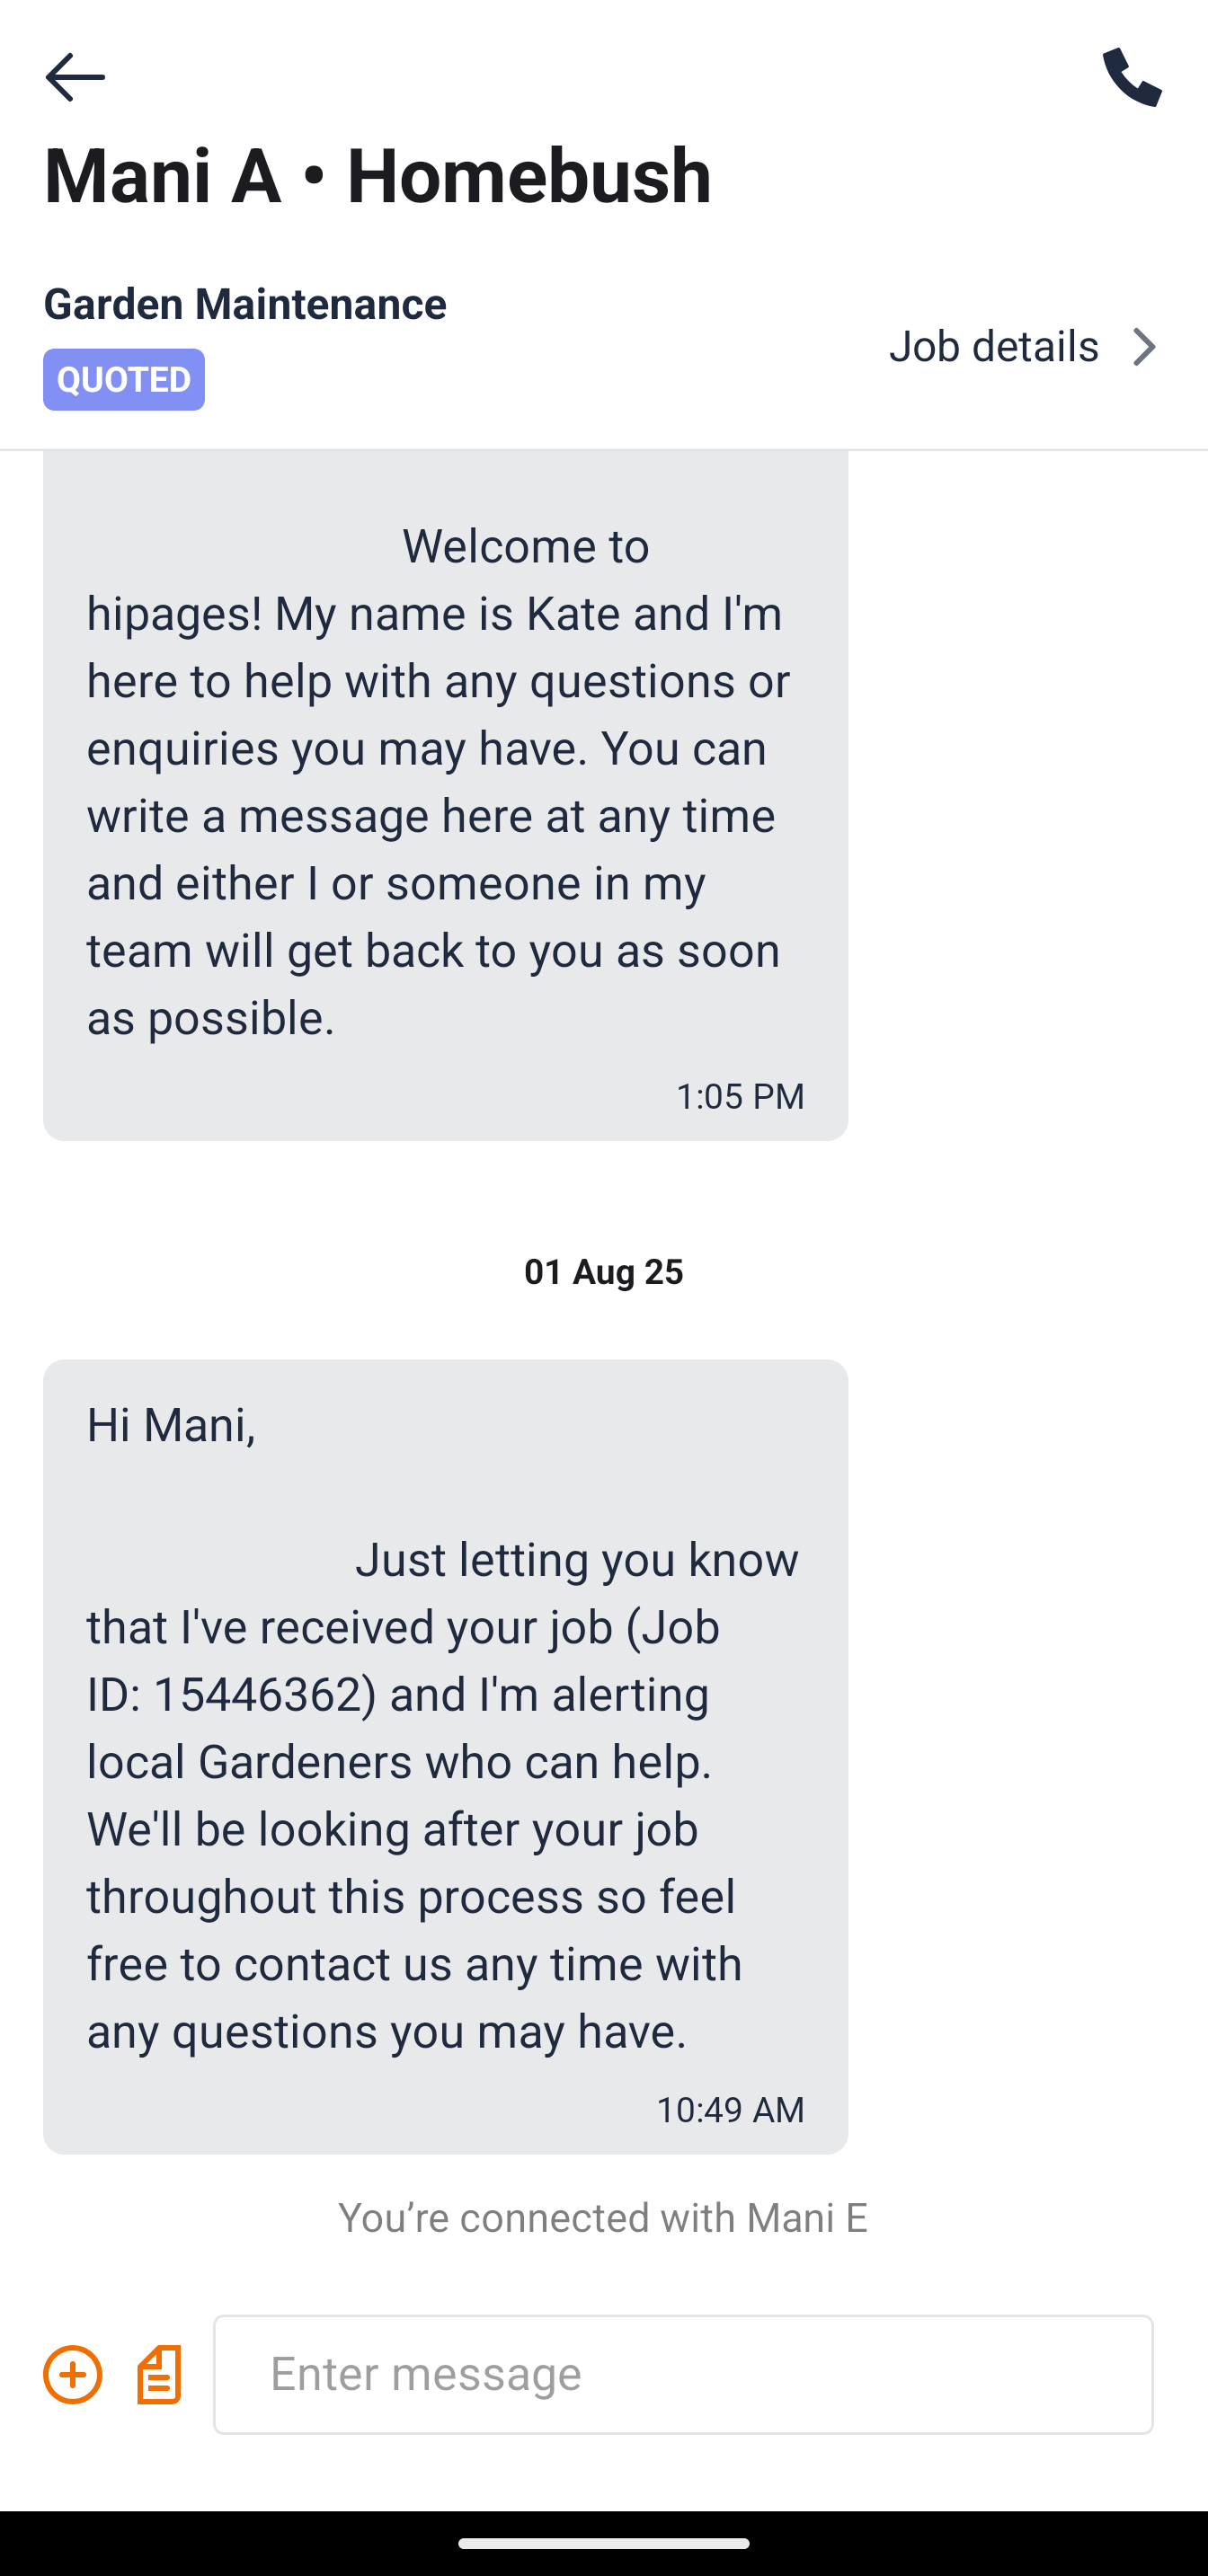 Mani A • Homebush
Garden Maintenance
QUOTED
Job details
Welcome to
hipages! My name is Kate and I'm
here to help with any questions or
enquiries you may have. You can
write a message here at any time
and either I or someone in my
team will get back to you as soon
as possible.
1:05 PM
01 Aug 25
Hi Mani,
Just letting you know
that I've received your job (Job
ID: 15446362) and I'm alerting
local Gardeners who can help.
We'll be looking after your job
throughout this process so feel
free to contact us any time with
any questions you may have.
10:49 AM
You’re connected with Mani E
Enter message